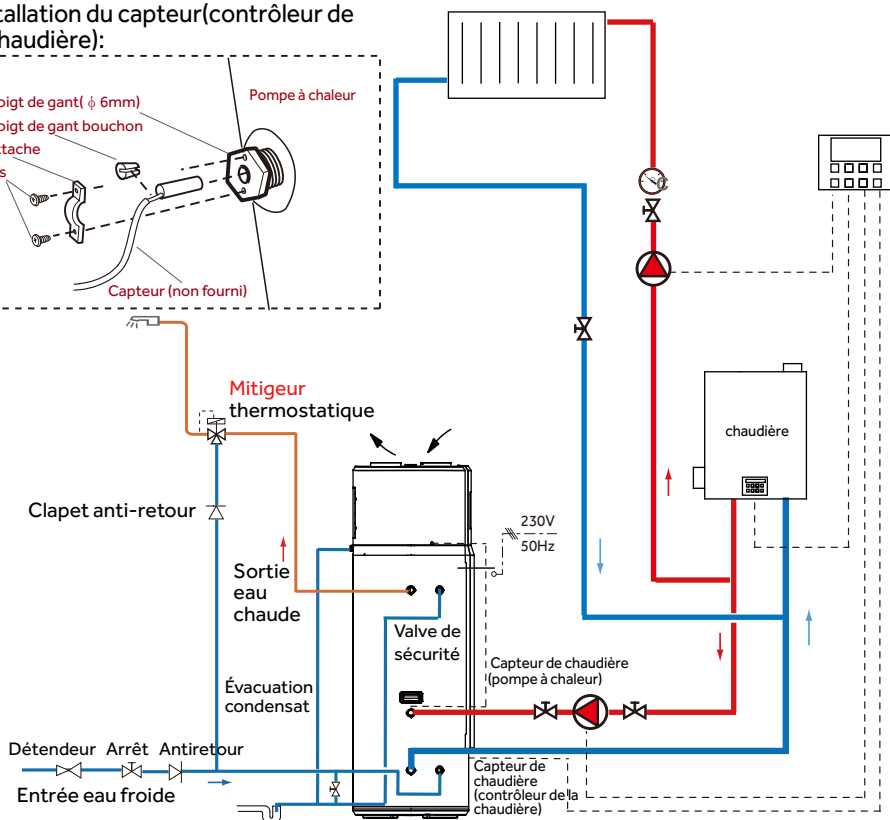 tallation du capteur(contrôleur de
haudière):
oigt de gant( ϕ 6mm)
oigt de gant bouchon
ttache
s
Pompe à chaleur
Capteur (non fourni)
Mitigeur
thermostatique
chaudière
Clapet anti-retour
230V
50Hz
Sortie
eau
chaude
Valve de
sécurité
Capteur de chaudière
(pompe à chaleur)
Évacuation
condensat
Détendeur Arrêt Antiretour
Entrée eau froide
Capteur de
chaudière
(contrôleur de la
chaudière)